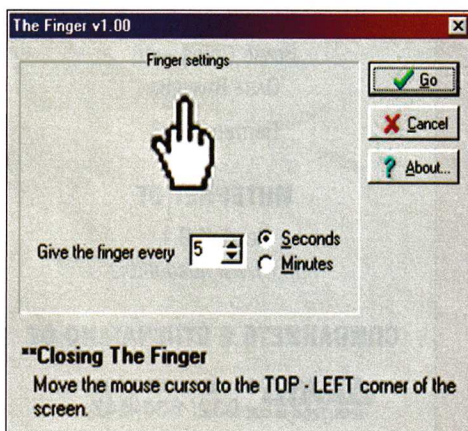 The Finger v1.00
Finger settings
Go
Cancel
About...
Give the finger every 5 Seconds
Minutes
**Closing The Finger
Move the mouse cursor to the TOP - LEFT corner of the
screen.